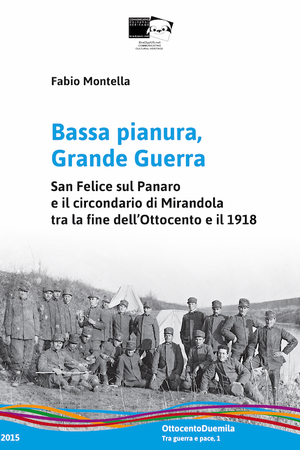 Fabio Montella
Bassa pianura,
Grande Guerra
San Felice sul Panaro
e il circondario di Mirandola
tra la fine dell'Ottocento e il 1918
2015
OttocentoDuemila
Tra guerra e pace, 1